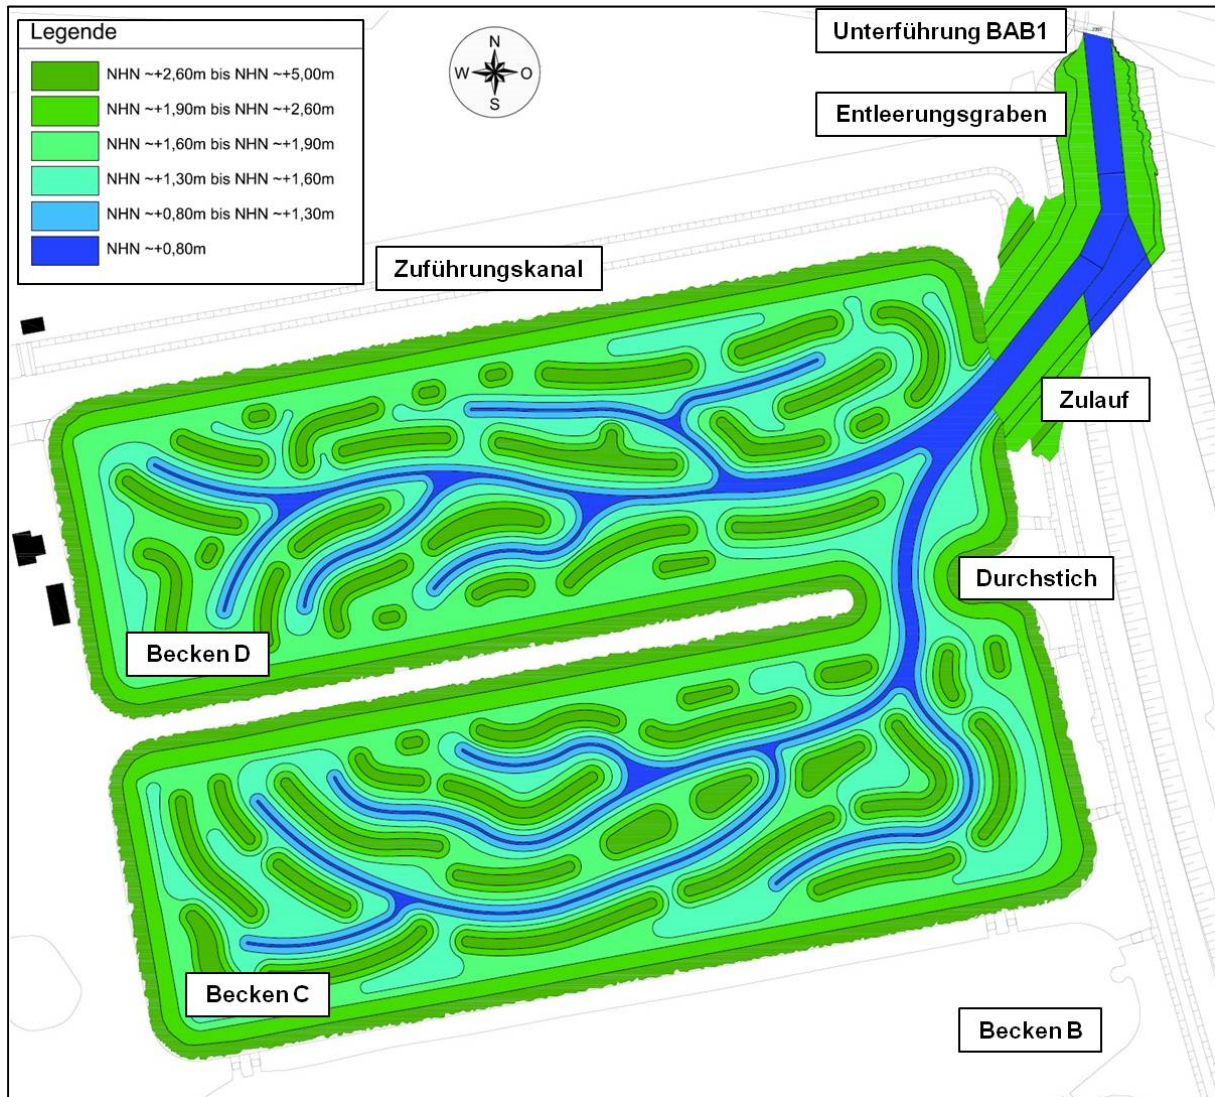 Legende
NHN ~+2,60m bis NHN ~+5,00m
NHN ~+1,90m bis NHN ~+2,60m
NHN ~+1,60m bis NHN ~+1,90m
NHN ~+1,30m bis NHN ~+1,60m
NHN ~+0,80m bis NHN ~+1,30m
NHN ~+0,80m
N
W
O
S
Unterführung BAB1
Entleerungsgraben
Zuführungskanal
Zulauf
Durchstich
Becken D
Becken C
Becken B